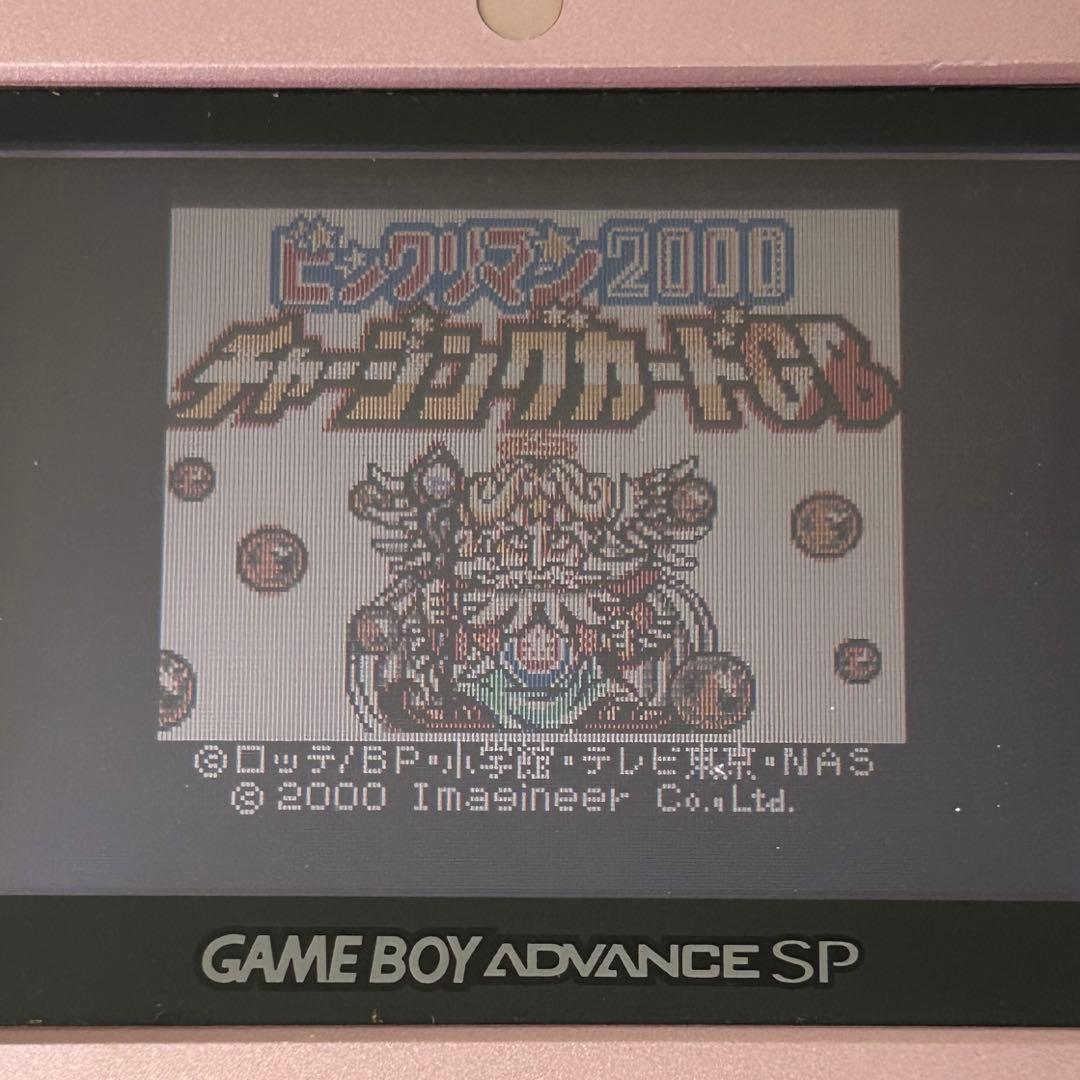 ビックリマン2000
チャージングカードGB
©ロッテ/BP・小学館・テレビ東京・NAS
© 2000 Imagineer Co.,Ltd.
GAME BOY ADVANCE SP